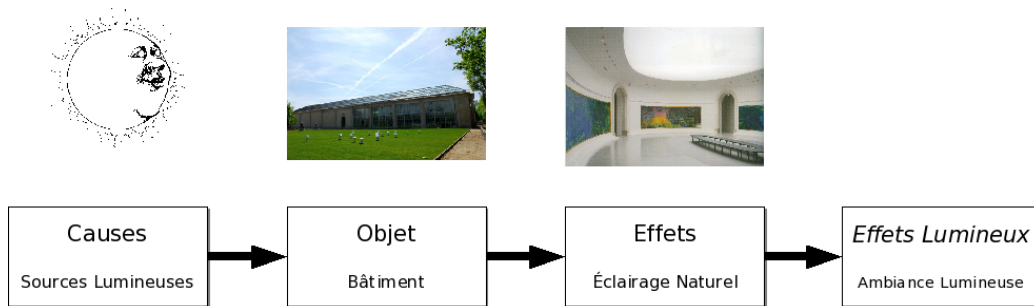 Causes
Sources Lumineuses
Objet
Bâtiment
Effets
Éclairage Naturel
Effets Lumineux
Ambiance Lumineuse